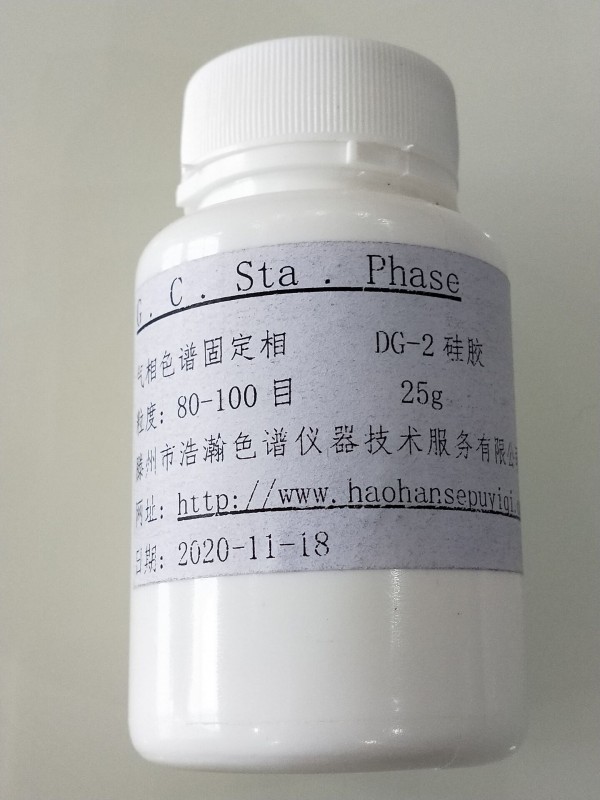 G . C . Sta . Phase
气相色谱固定相 DG-2 硅胶
粒度: 80-100 目 25g
滕州市浩瀚色谱仪器技术服务有限公
网址: http://www.haohansepuyiqi.
日期: 2020-11-18